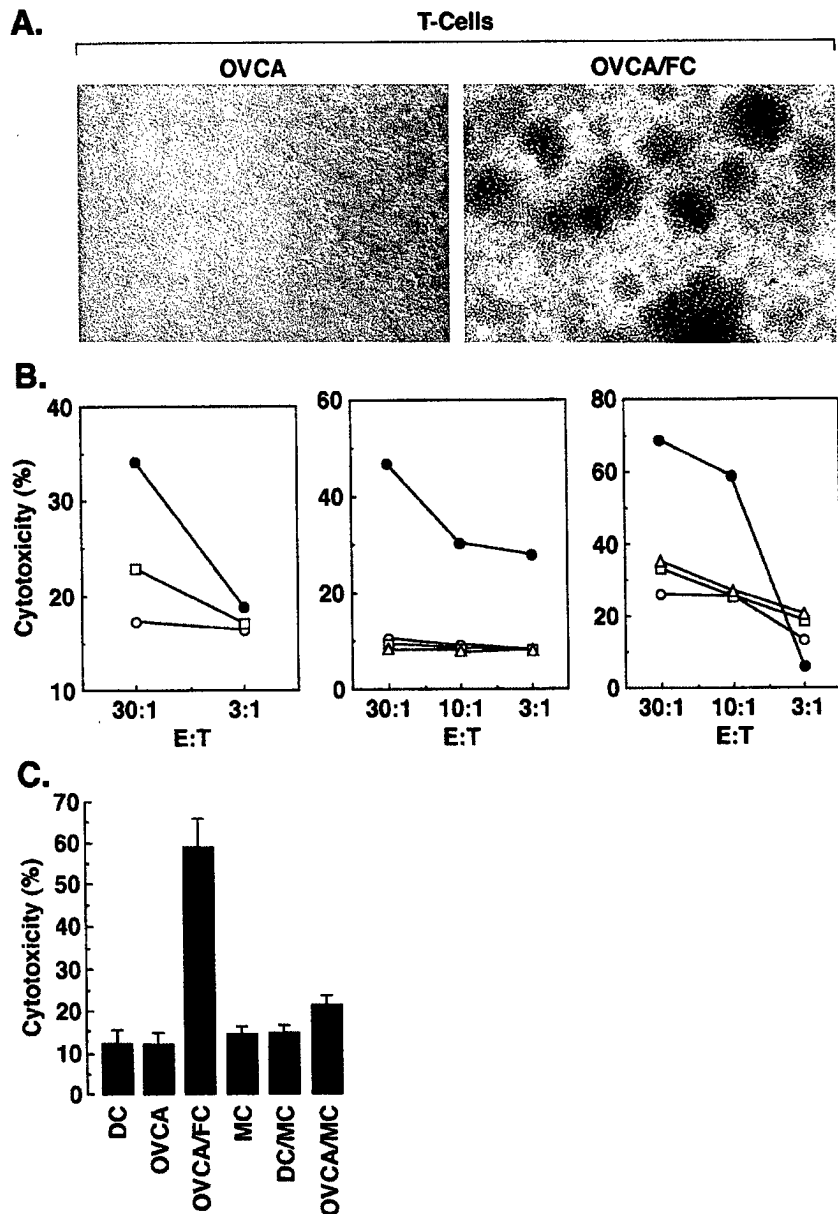 A.
T-Cells
OVCA
OVCA/FC
B.
Cytotoxicity (%)
40
30
20
10
30:1
3:1
E:T
60
40
20
0
30:1
10:1
3:1
E:T
80
60
40
20
0
30:1
10:1
3:1
E:T
C.
Cytotoxicity (%)
70
60
50
40
30
20
10
0
DC
OVCA
OVCA/FC
MC
DC/MC
OVCA/MC